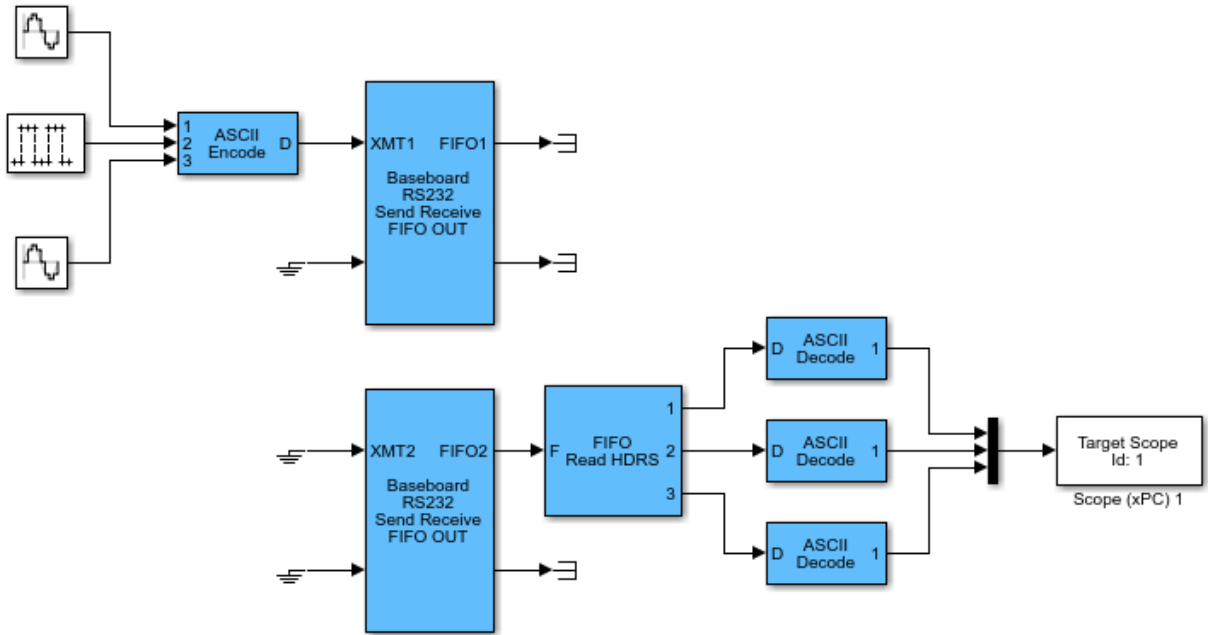 1
2
3
ASCII
Encode
D
XMT1
FIFO1
Baseboard
RS232
Send Receive
FIFO OUT
XMT2
FIFO2
Baseboard
RS232
Send Receive
FIFO OUT
F
FIFO
Read HDRS
1
2
3
D
ASCII
Decode
1
D
ASCII
Decode
1
D
ASCII
Decode
1
Target Scope
Id: 1
Scope (xPC) 1